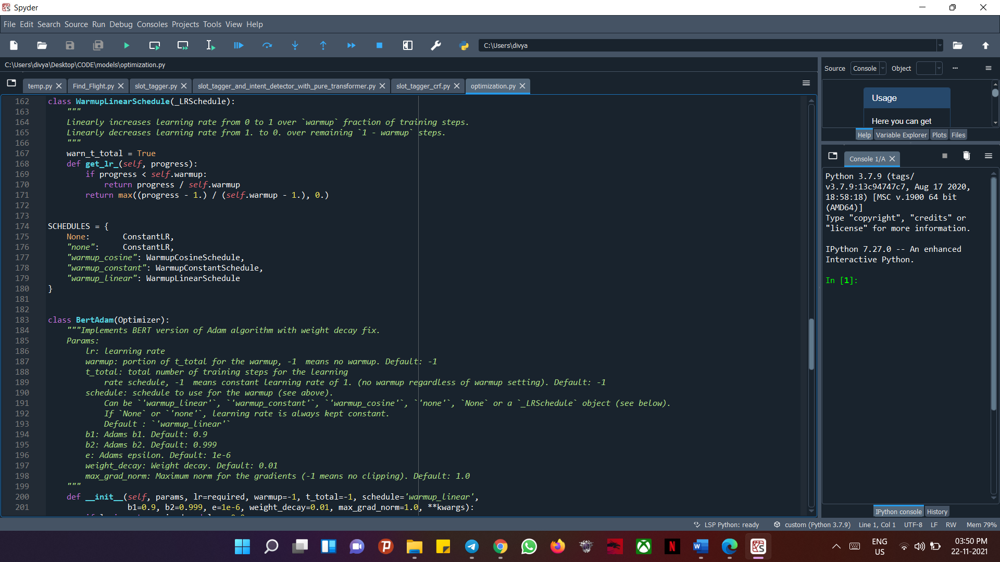 Spyder
File Edit Search Source Run Debug Consoles Projects Tools View Help
C:\Users\divya
C:\Users\divya\Desktop\CODE\models\optimization.py
temp.py Find_Flight.py slot_tagger.py slot_tagger_and_intent_detector_with_pure_transformer.py slot_tagger_crf.py optimization.py
162 class WarmupLinearSchedule(_LRSchedule):
163 """
164 Linearly increases learning rate from 0 to 1 over `warmup` fraction of training steps.
165 Linearly decreases learning rate from 1. to 0. over remaining `1 - warmup` steps.
166 """
167 warn_t_total = True
168 def get_lr_(self, progress):
169 if progress < self.warmup:
170 return progress / self.warmup
171 return max((progress - 1.) / (self.warmup - 1.), 0.)
172
173
174 SCHEDULES = {
175 None: ConstantLR,
176 "none": ConstantLR,
177 "warmup_cosine": WarmupCosineSchedule,
178 "warmup_constant": WarmupConstantSchedule,
179 "warmup_linear": WarmupLinearSchedule
180 }
181
182
183 class BertAdam(Optimizer):
184 """Implements BERT version of Adam algorithm with weight decay fix.
185 Params:
186 lr: learning rate
187 warmup: portion of t_total for the warmup, -1  means no warmup. Default: -1
188 t_total: total number of training steps for the learning
189 rate schedule, -1  means constant learning rate of 1. (no warmup regardless of warmup setting). Default: -1
190 schedule: schedule to use for the warmup (see above).
191 Can be `'warmup_linear'`, `'warmup_constant'`, `'warmup_cosine'`, `'none'`, `None` or a `_LRSchedule` object (see below).
192 If `None` or `'none'`, learning rate is always kept constant.
193 Default : `'warmup_linear'`
194 b1: Adams b1. Default: 0.9
195 b2: Adams b2. Default: 0.999
196 e: Adams epsilon. Default: 1e-6
197 weight_decay: Weight decay. Default: 0.01
198 max_grad_norm: Maximum norm for the gradients (-1 means no clipping). Default: 1.0
199 """
200 def __init__(self, params, lr=required, warmup=-1, t_total=-1, schedule='warmup_linear',
201 b1=0.9, b2=0.999, e=1e-6, weight_decay=0.01, max_grad_norm=1.0, **kwargs):
Source Console Object
Usage
Here you can get
Help Variable Explorer Plots Files
Console 1/A
Python 3.7.9 (tags/
v3.7.9:13c94747c7, Aug 17 2020,
18:58:18) [MSC v.1900 64 bit
(AMD64)]
Type "copyright", "credits" or
"license" for more information.
IPython 7.27.0 -- An enhanced
Interactive Python.
In [1]:
IPython console History
LSP Python: ready custom (Python 3.7.9) Line 1, Col 1 UTF-8 LF RW Mem 79%
ENG
US
03:50 PM
22-11-2021